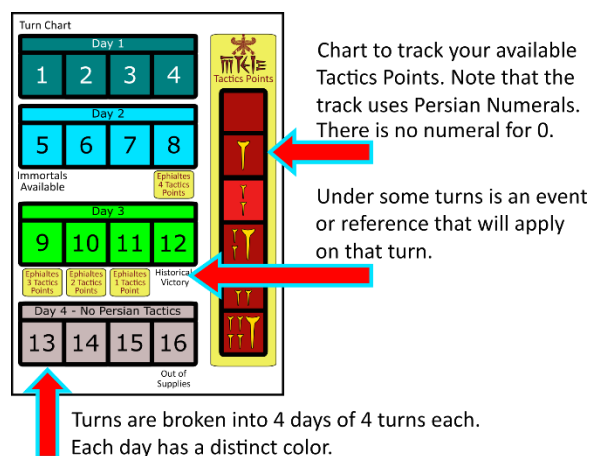 Turn Chart
Day 1
1 2 3 4
Day 2
5 6 7 8
Immortals
Available
Ephialtes
4 Tactics
Points
Day 3
9 10 11 12
Ephialtes
3 Tactics
Points
Ephialtes
2 Tactics
Points
Ephialtes
1 Tactics
Point
Historical
Victory
Day 4 - No Persian Tactics
13 14 15 16
Out of
Supplies
Tactics Points
Chart to track your available
Tactics Points. Note that the
track uses Persian Numerals.
There is no numeral for 0.
Under some turns is an event
or reference that will apply
on that turn.
Turns are broken into 4 days of 4 turns each.
Each day has a distinct color.